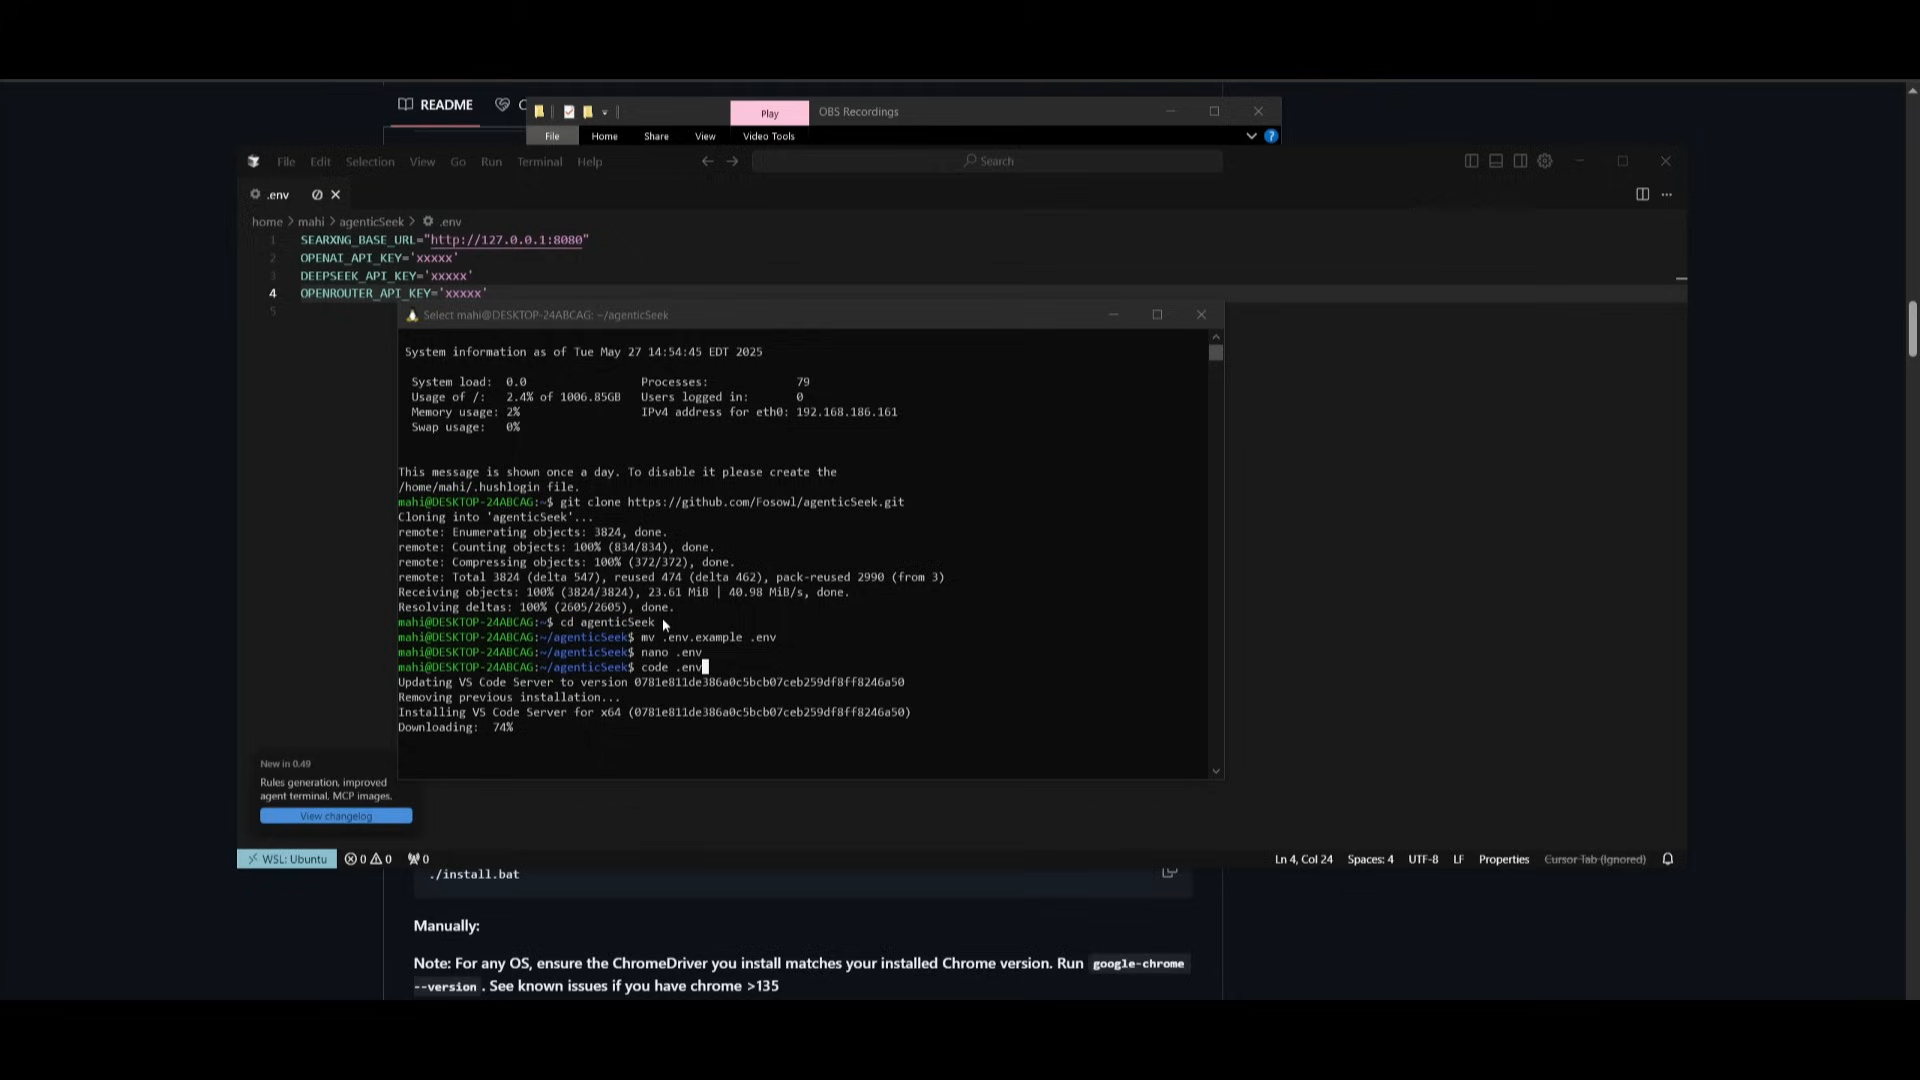 README
C
Play
OBS Recordings
File Home Share View Video Tools
?
File Edit Selection View Go Run Terminal Help
Search
.env
home > mahi > agenticSeek > .env
1 SEARXNG_BASE_URL="http://127.0.0.1:8080"
2 OPENAI_API_KEY='xxxxx'
3 DEEPSEEK_API_KEY='xxxxx'
4 OPENROUTER_API_KEY='xxxxx'
5
Select mahi@DESKTOP-24ABCAG: ~/agenticSeek
System information as of Tue May 27 14:54:45 EDT 2025
System load: 0.0 Processes: 79
Usage of /: 2.4% of 1006.85GB Users logged in: 0
Memory usage: 2% IPv4 address for eth0: 192.168.186.161
Swap usage: 0%
This message is shown once a day. To disable it please create the
/home/mahi/.hushlogin file.
mahi@DESKTOP-24ABCAG:~$ git clone https://github.com/Fosowl/agenticSeek.git
Cloning into 'agenticSeek'...
remote: Enumerating objects: 3824, done.
remote: Counting objects: 100% (834/834), done.
remote: Compressing objects: 100% (372/372), done.
remote: Total 3824 (delta 547), reused 474 (delta 462), pack-reused 2990 (from 3)
Receiving objects: 100% (3824/3824), 23.61 MiB | 40.98 MiB/s, done.
Resolving deltas: 100% (2605/2605), done.
mahi@DESKTOP-24ABCAG:~$ cd agenticSeek
mahi@DESKTOP-24ABCAG:~/agenticSeek$ mv .env.example .env
mahi@DESKTOP-24ABCAG:~/agenticSeek$ nano .env
mahi@DESKTOP-24ABCAG:~/agenticSeek$ code .env
Updating VS Code Server to version 0781e811de386a0c5bcb07ceb259df8ff8246a50
Removing previous installation...
Installing VS Code Server for x64 (0781e811de386a0c5bcb07ceb259df8ff8246a50)
Downloading: 74%
New in 0.49
Rules generation, improved
agent terminal. MCP images.
View changelog
WSL: Ubuntu 0 0 0 Ln 4, Col 24 Spaces: 4 UTF-8 LF Properties Cursor Tab (Ignored)
./install.bat
Manually:
Note: For any OS, ensure the ChromeDriver you install matches your installed Chrome version. Run google-chrome
--version . See known issues if you have chrome >135